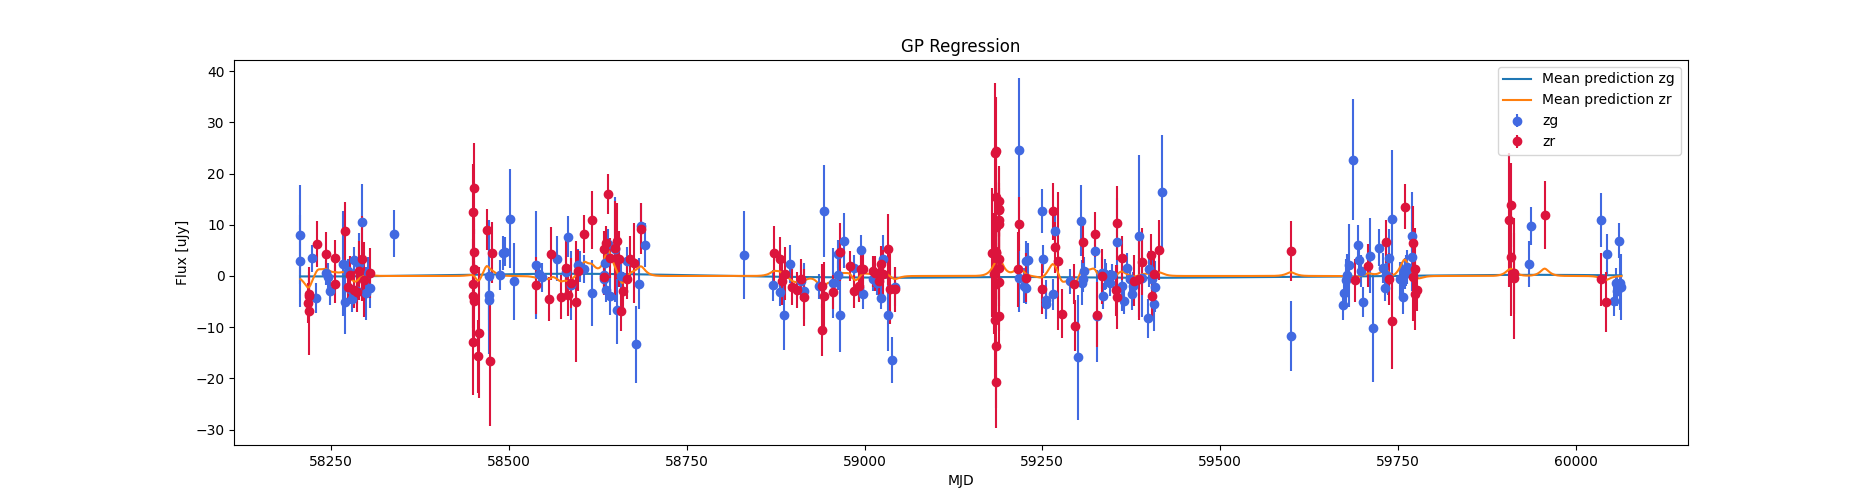 GP Regression
Flux [uJy]
40
30
20
10
0
−10
−20
−30
58250
58500
58750
59000
59250
59500
59750
60000
MJD
Mean prediction zg
Mean prediction zr
zg
zr